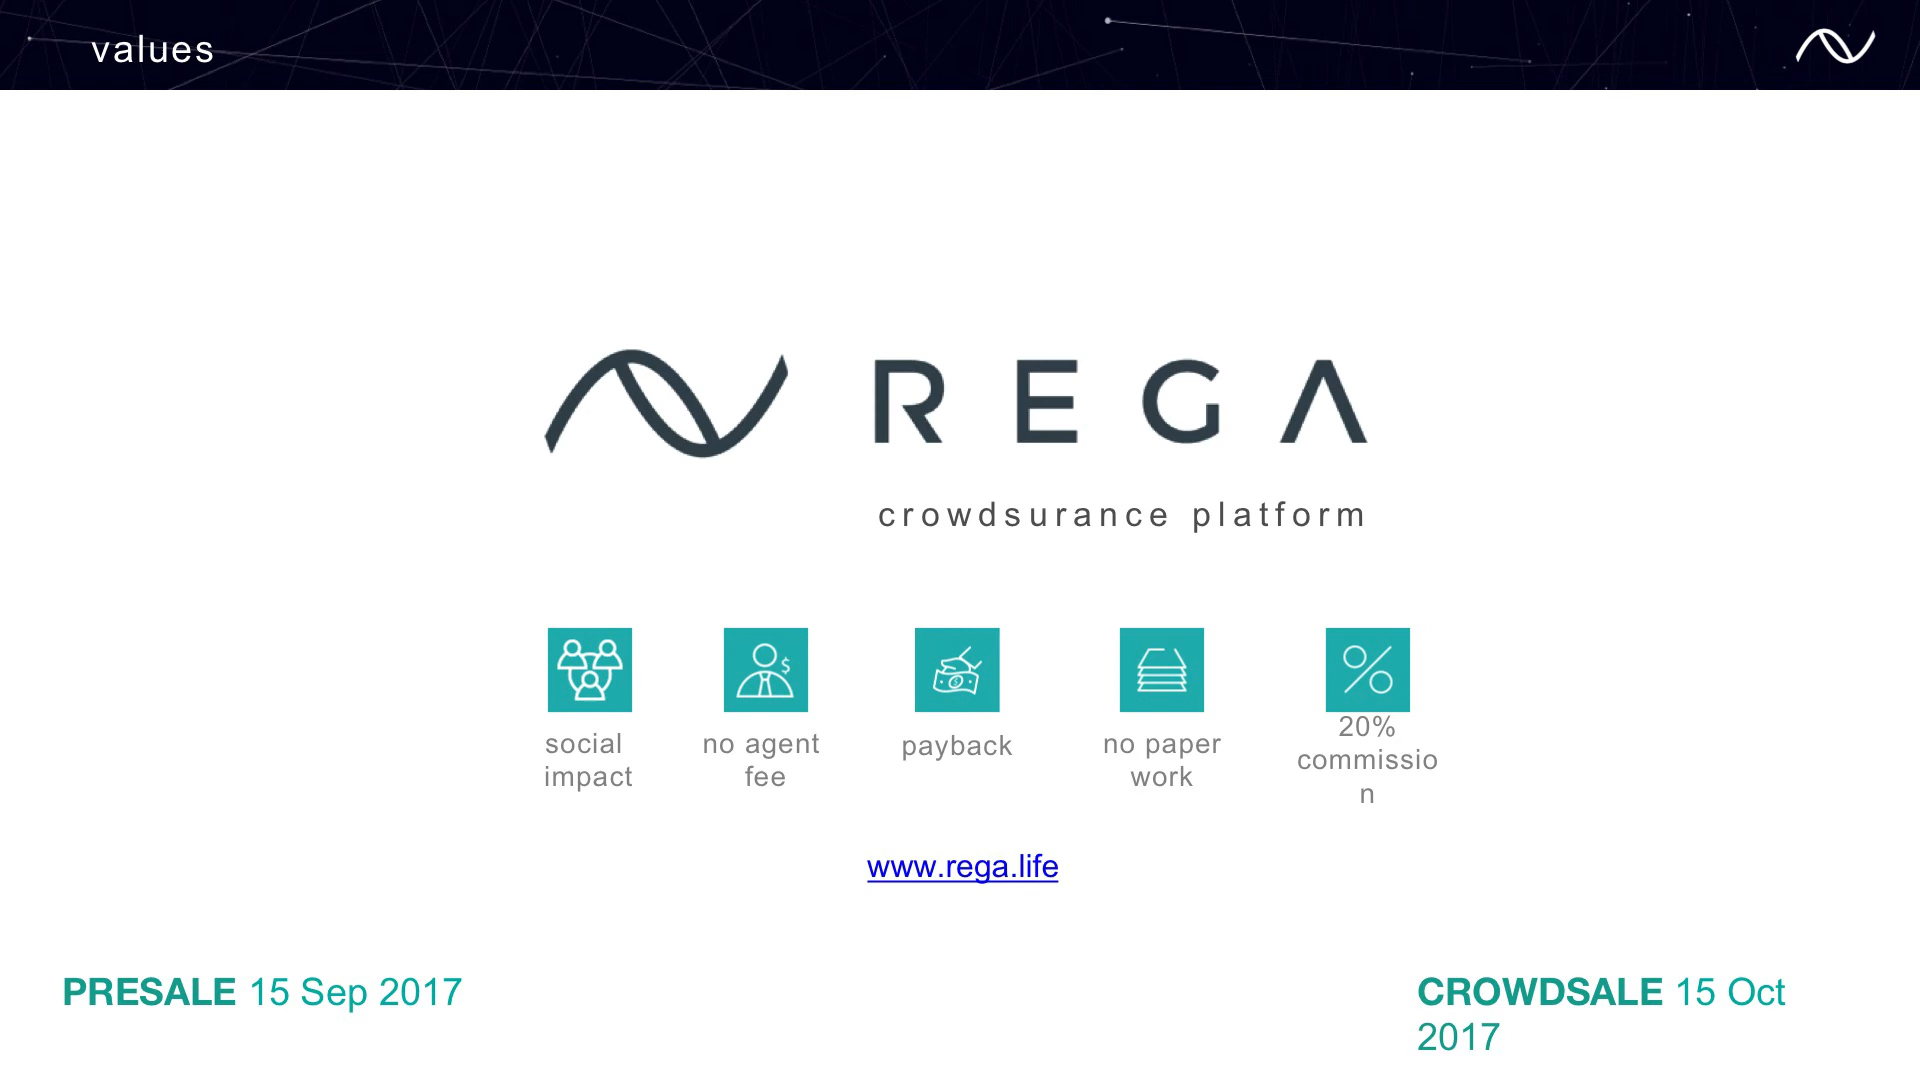 values
REGA
crowdsurance platform
social
impact
no agent
fee
payback
no paper
work
20%
commissio
n
www.rega.life
PRESALE 15 Sep 2017
CROWDSALE 15 Oct
2017